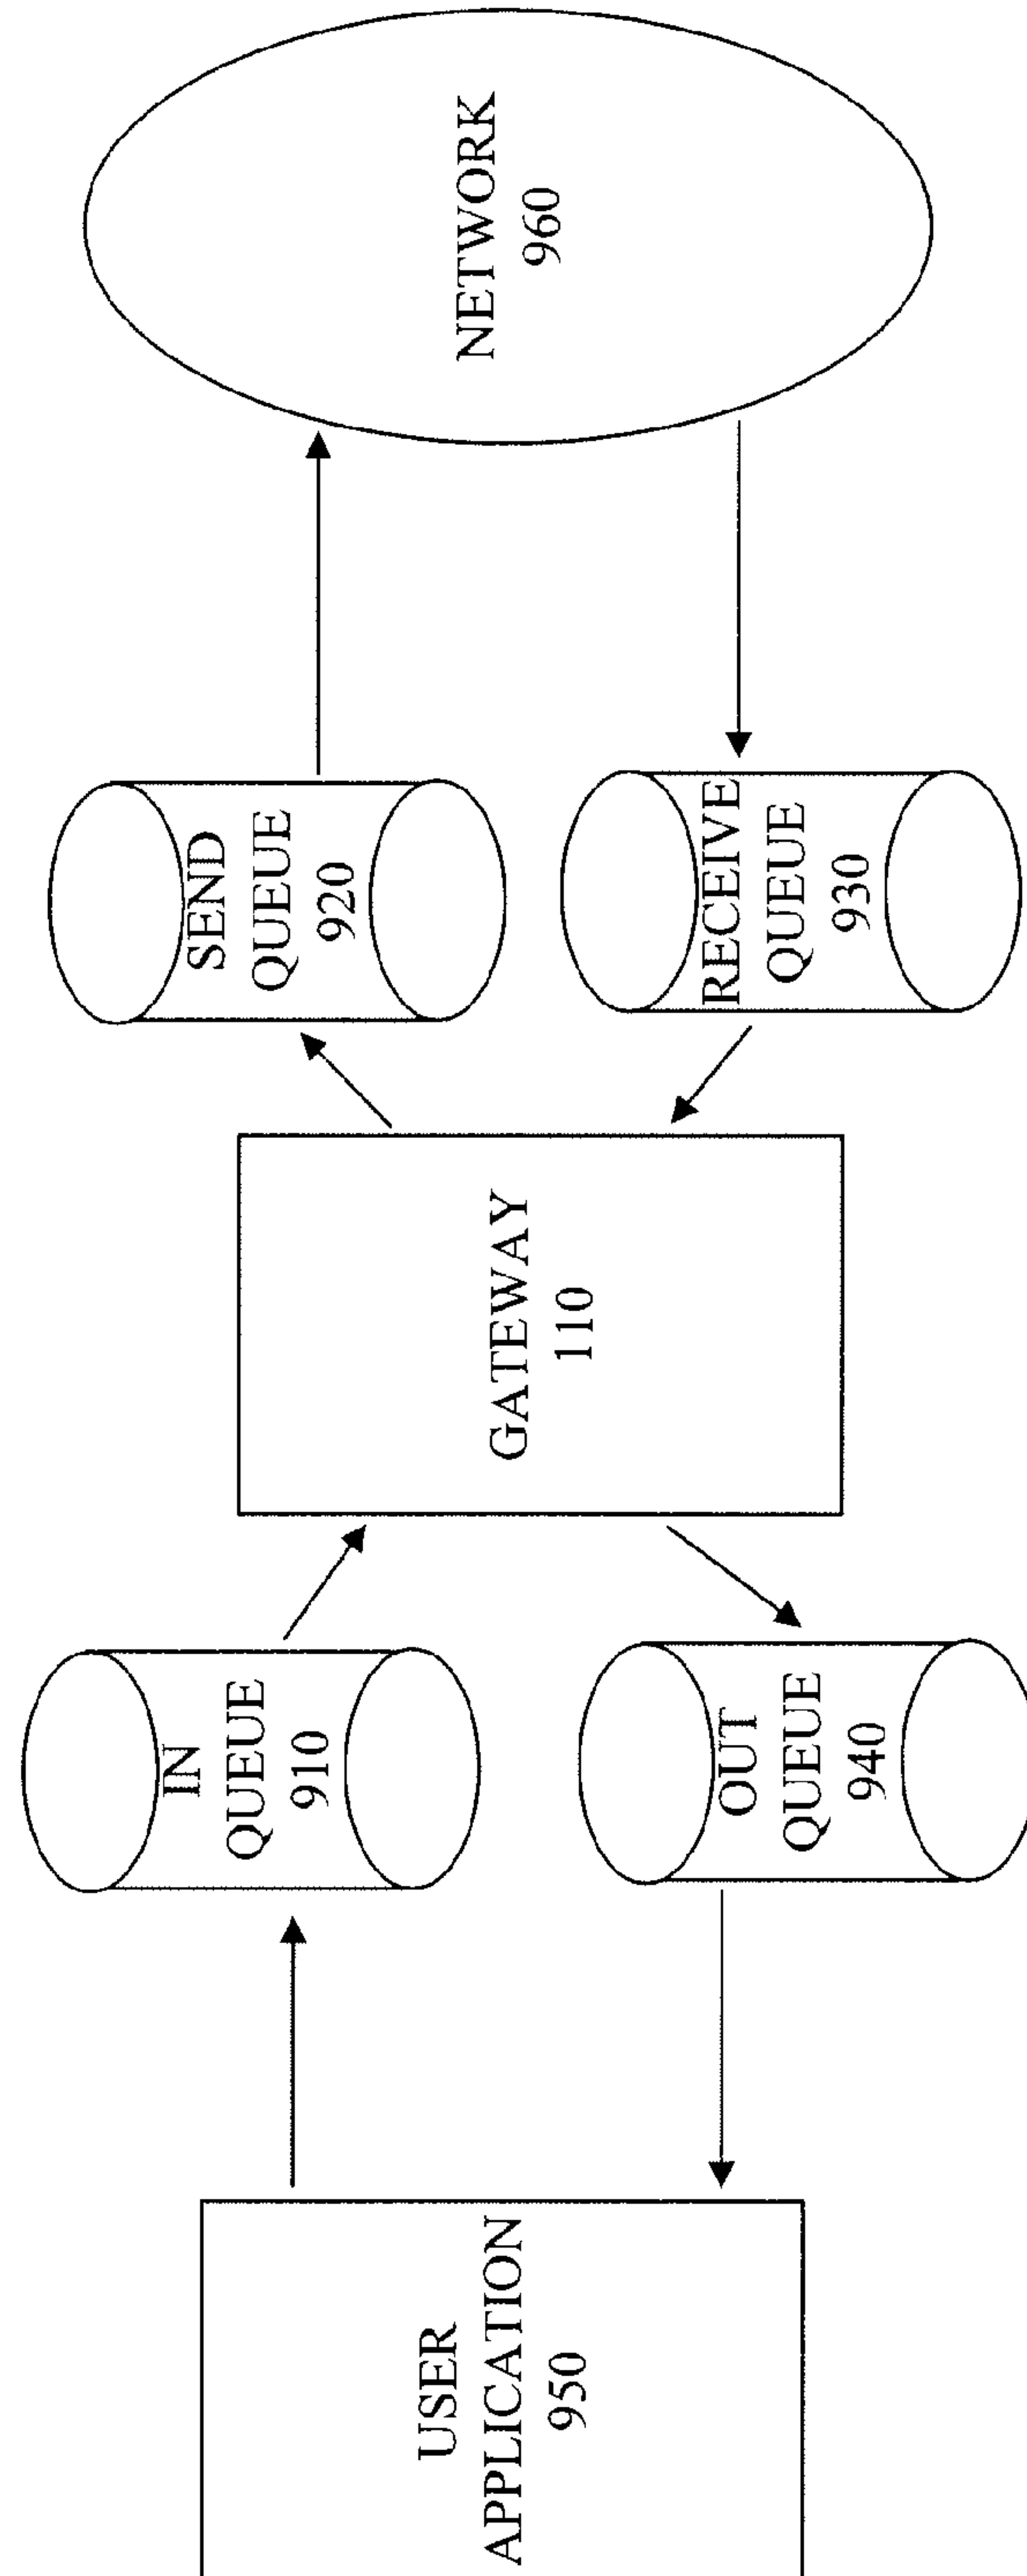 USER
APPLICATION
950
IN
QUEUE
910
OUT
QUEUE
940
GATEWAY
110
SEND
QUEUE
920
RECEIVE
QUEUE
930
NETWORK
960